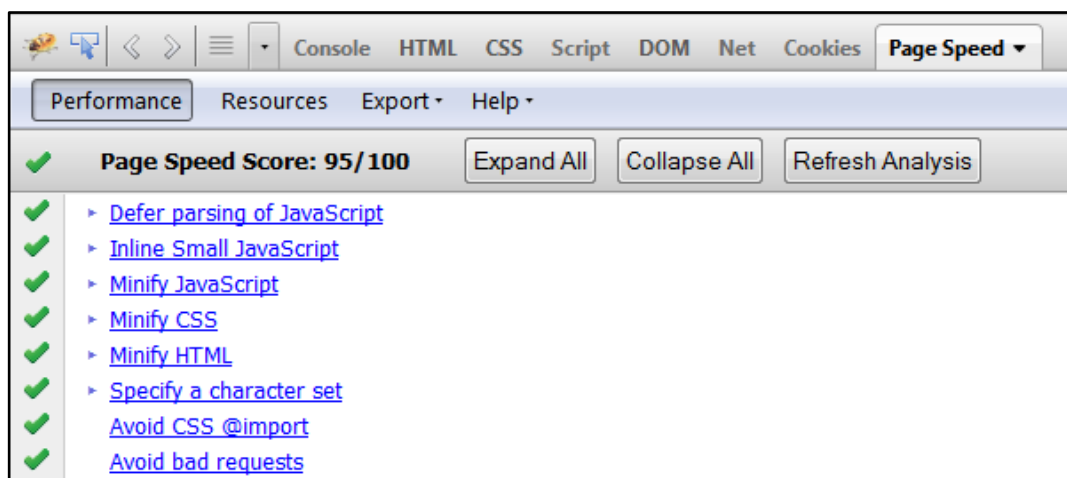 Console HTML CSS Script DOM Net Cookies Page Speed
Performance Resources Export Help
Page Speed Score: 95/100 Expand All Collapse All Refresh Analysis
Defer parsing of JavaScript
Inline Small JavaScript
Minify JavaScript
Minify CSS
Minify HTML
Specify a character set
Avoid CSS @import
Avoid bad requests